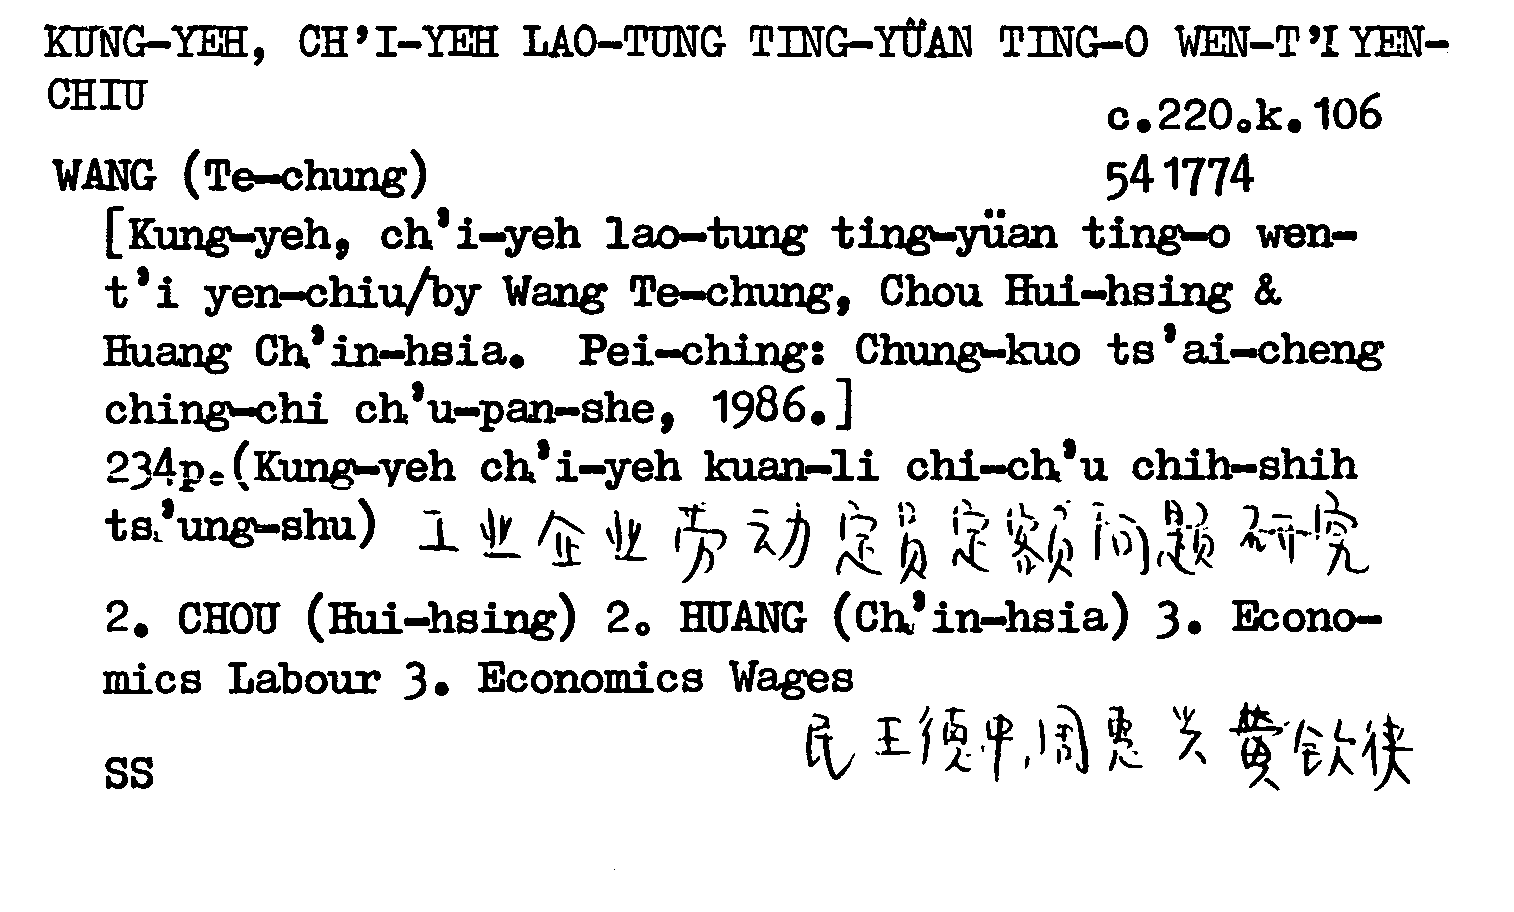 KUNG-YEH, CH'I-YEH LAO-TUNG TING-YÜAN TING-O WEN-T'I YEN-
CHIU
c.220.k.106
WANG (Te-chung) 541774
[Kung-yeh, ch'i-yeh lao-tung ting-yüan ting-o wen-
t'i yen-chiu/by Wang Te-chung, Chou Hui-hsing &
Huang Ch'in-hsia. Pei-ching: Chung-kuo ts'ai-cheng
ching-chi ch'u-pan-she, 1986.]
234p.(Kung-yeh ch'i-yeh kuan-li chi-ch'u chih-shih
ts'ung-shu) 工业企业劳动定员定额问题研究
2. CHOU (Hui-hsing) 2. HUANG (Ch'in-hsia) 3. Econo-
mics Labour 3. Economics Wages
王德中,周惠兴黄钦侠
SS